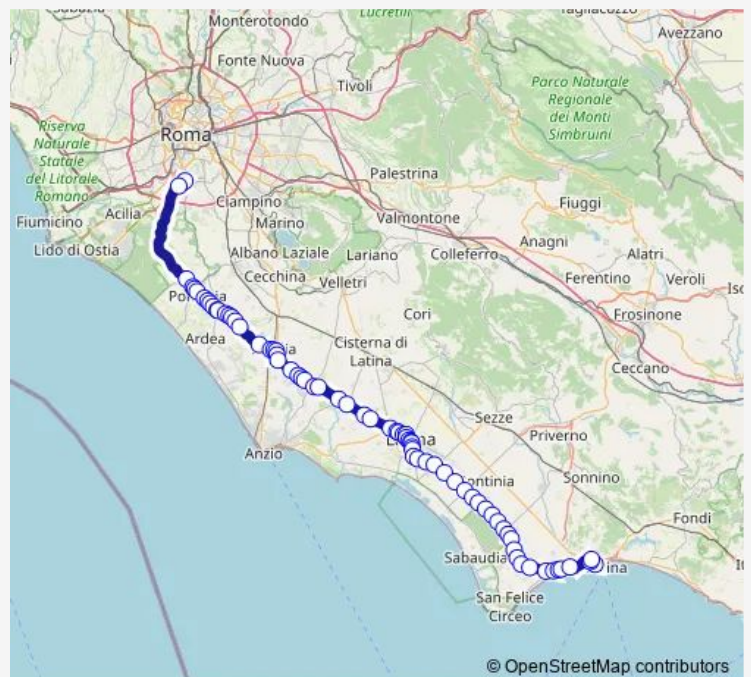 Monterotondo
Fonte Nuova
Tivoli
Avezzano
Roma
Parco Naturale
Regionale
dei Monti
Simbruini
Riserva
Naturale
Statale
del Litorale
Romano
Palestrina
Fiuggi
Acilia
Ciampino
Valmontone
Fiumicino
Marino
Anagni
Lido di Ostia
Albano Laziale
Lariano
Colleferro
Alatri
Cecchina
Velletri
Ferentino
Veroli
Cori
Frosinone
Ardea
Cisterna di
Latina
Ceccano
Sezze
Priverno
Anzio
Sonnino
Fondi
Sabaudia
San Felice
Circeo
© OpenStreetMap contributors